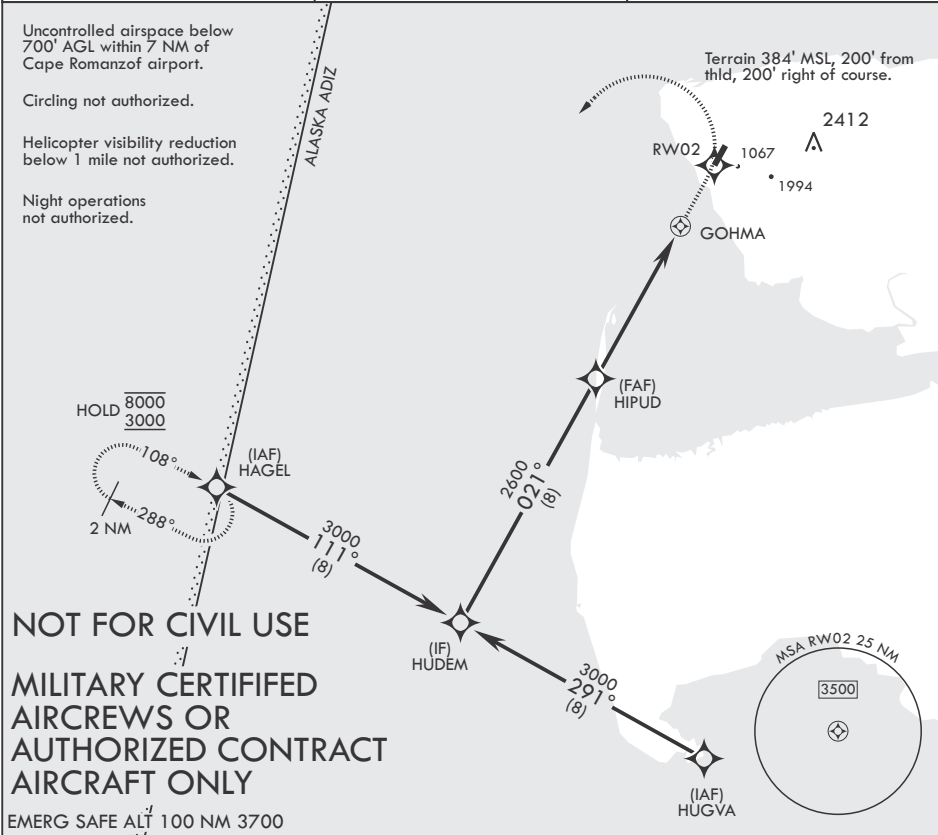 Uncontrolled airspace below
700' AGL within 7 NM of
Cape Romanzof airport.
Circling not authorized.
Helicopter visibility reduction
below 1 mile not authorized.
Night operations
not authorized.
ALASKA ADIZ
Terrain 384' MSL, 200' from
thld, 200' right of course.
2412
RW02
1067
1994
GOHMA
(FAF)
HIPUD
HOLD 8000
3000
108°
(IAF)
HAGEL
288°
2 NM
3000
111°
(8)
2600
021°
(8)
(IF)
HUDEM
3000
291°
(8)
(IAF)
HUGVA
MSA RW02 25 NM
3500
NOT FOR CIVIL USE
MILITARY CERTIFIFED
AIRCREWS OR
AUTHORIZED CONTRACT
AIRCRAFT ONLY
EMERG SAFE ALT 100 NM 3700